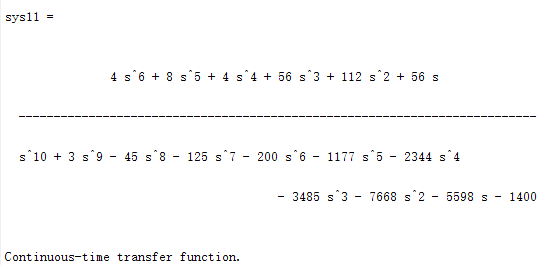 sys11 =
4 s^6 + 8 s^5 + 4 s^4 + 56 s^3 + 112 s^2 + 56 s
--------------------------------------------------------------------------
s^10 + 3 s^9 - 45 s^8 - 125 s^7 - 200 s^6 - 1177 s^5 - 2344 s^4
- 3485 s^3 - 7668 s^2 - 5598 s - 1400
Continuous-time transfer function.